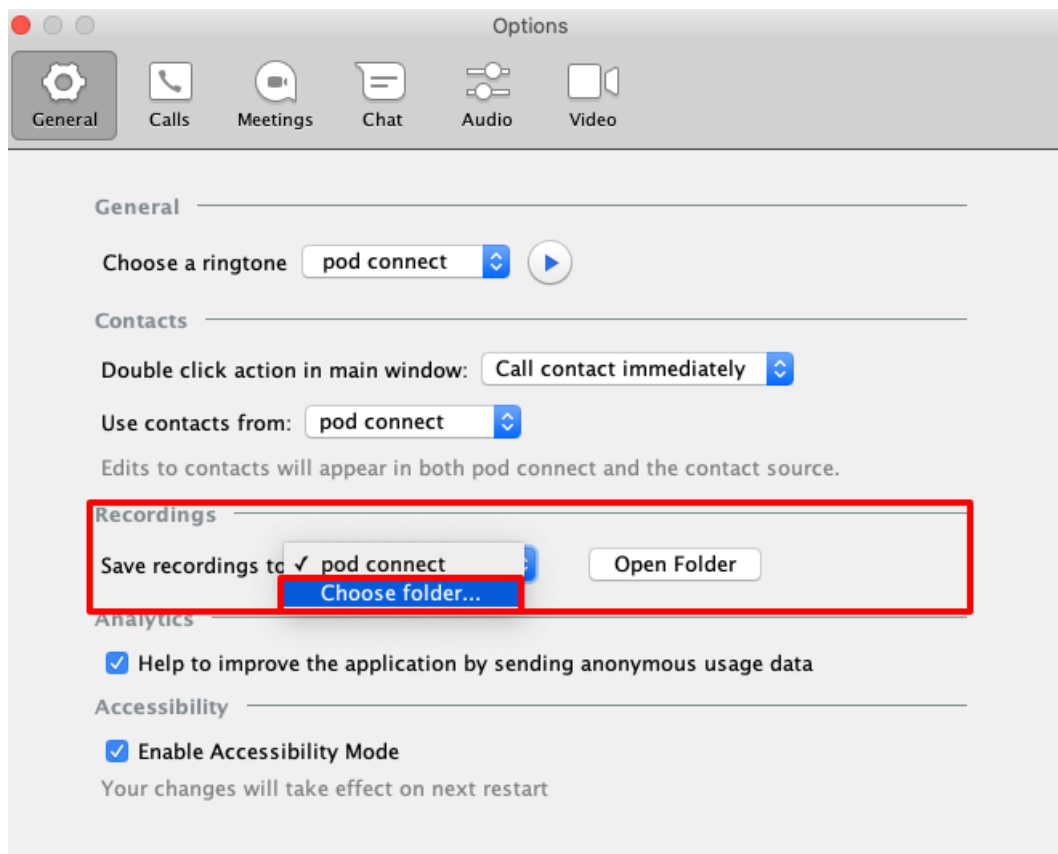 Options
General Calls Meetings Chat Audio Video
General
Choose a ringtone pod connect
Contacts
Double click action in main window: Call contact immediately
Use contacts from: pod connect
Edits to contacts will appear in both pod connect and the contact source.
Recordings
Save recordings to ✓ pod connect Open Folder
Choose folder...
Analytics
Help to improve the application by sending anonymous usage data
Accessibility
Enable Accessibility Mode
Your changes will take effect on next restart